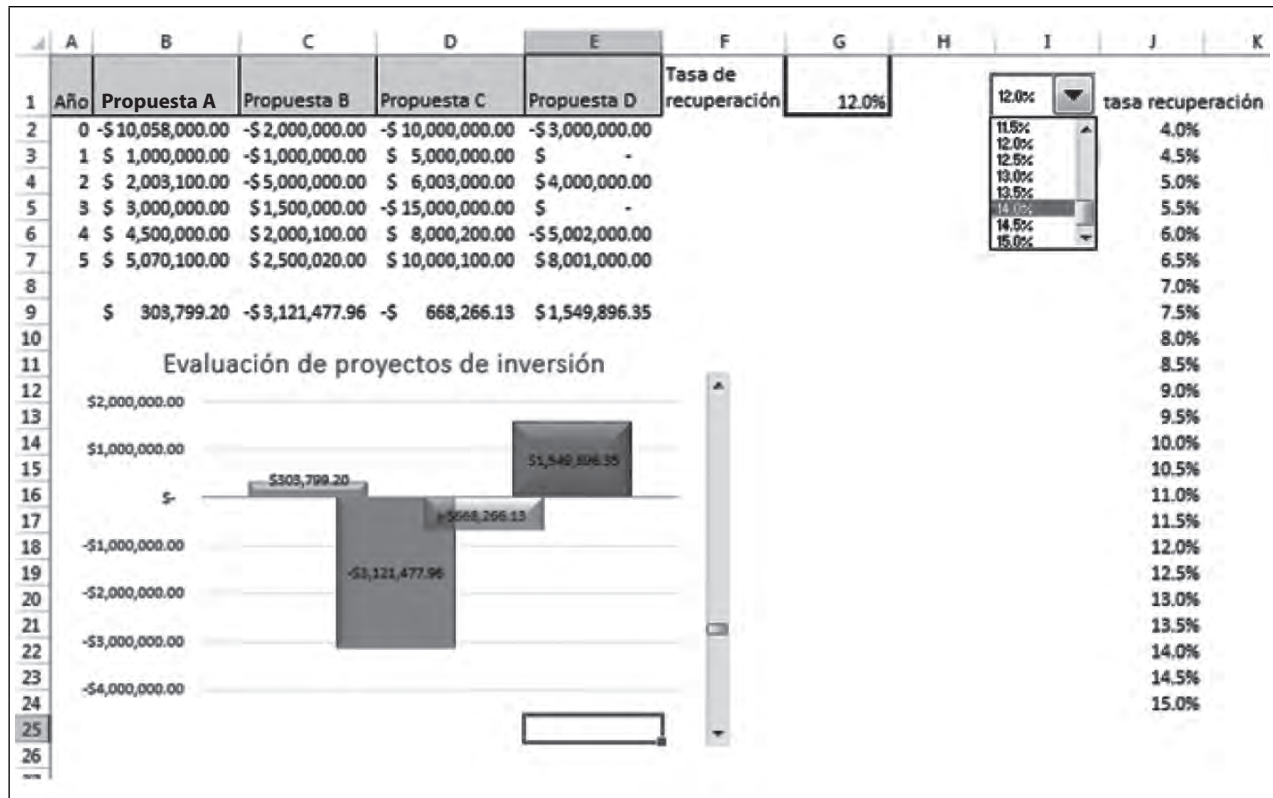 A B C D E F G H I J K
Tasa de
1 Año Propuesta A Propuesta B Propuesta C Propuesta D recuperación 12.0% 12.0% tasa recuperación
2 0 -$10,058,000.00 -$2,000,000.00 -$10,000,000.00 -$3,000,000.00 11.5% 4.0%
12.0%
3 1 $ 1,000,000.00 -$1,000,000.00 $ 5,000,000.00 $ - 12.5% 4.5%
4 2 $ 2,003,100.00 -$5,000,000.00 $ 6,003,000.00 $4,000,000.00 13.0% 5.0%
13.5%
5 3 $ 3,000,000.00 $1,500,000.00 -$15,000,000.00 $ - 14.0% 5.5%
6 4 $ 4,500,000.00 $2,000,100.00 $ 8,000,200.00 -$5,002,000.00 14.5% 6.0%
15.0%
7 5 $ 5,070,100.00 $2,500,020.00 $10,000,100.00 $8,001,000.00 6.5%
8 7.0%
9 $ 303,799.20 -$3,121,477.96 -$ 668,266.13 $1,549,896.35 7.5%
10 8.0%
11 Evaluación de proyectos de inversión 8.5%
12 $2,000,000.00 9.0%
13 9.5%
14 $1,000,000.00 10.0%
15 $1,549,896.35 10.5%
16 $- $303,799.20 11.0%
17 -$668,266.13 11.5%
18 -$1,000,000.00 12.0%
19 -$3,121,477.96 12.5%
20 -$2,000,000.00 13.0%
21 13.5%
22 -$3,000,000.00 14.0%
23 14.5%
24 -$4,000,000.00 15.0%
25
26